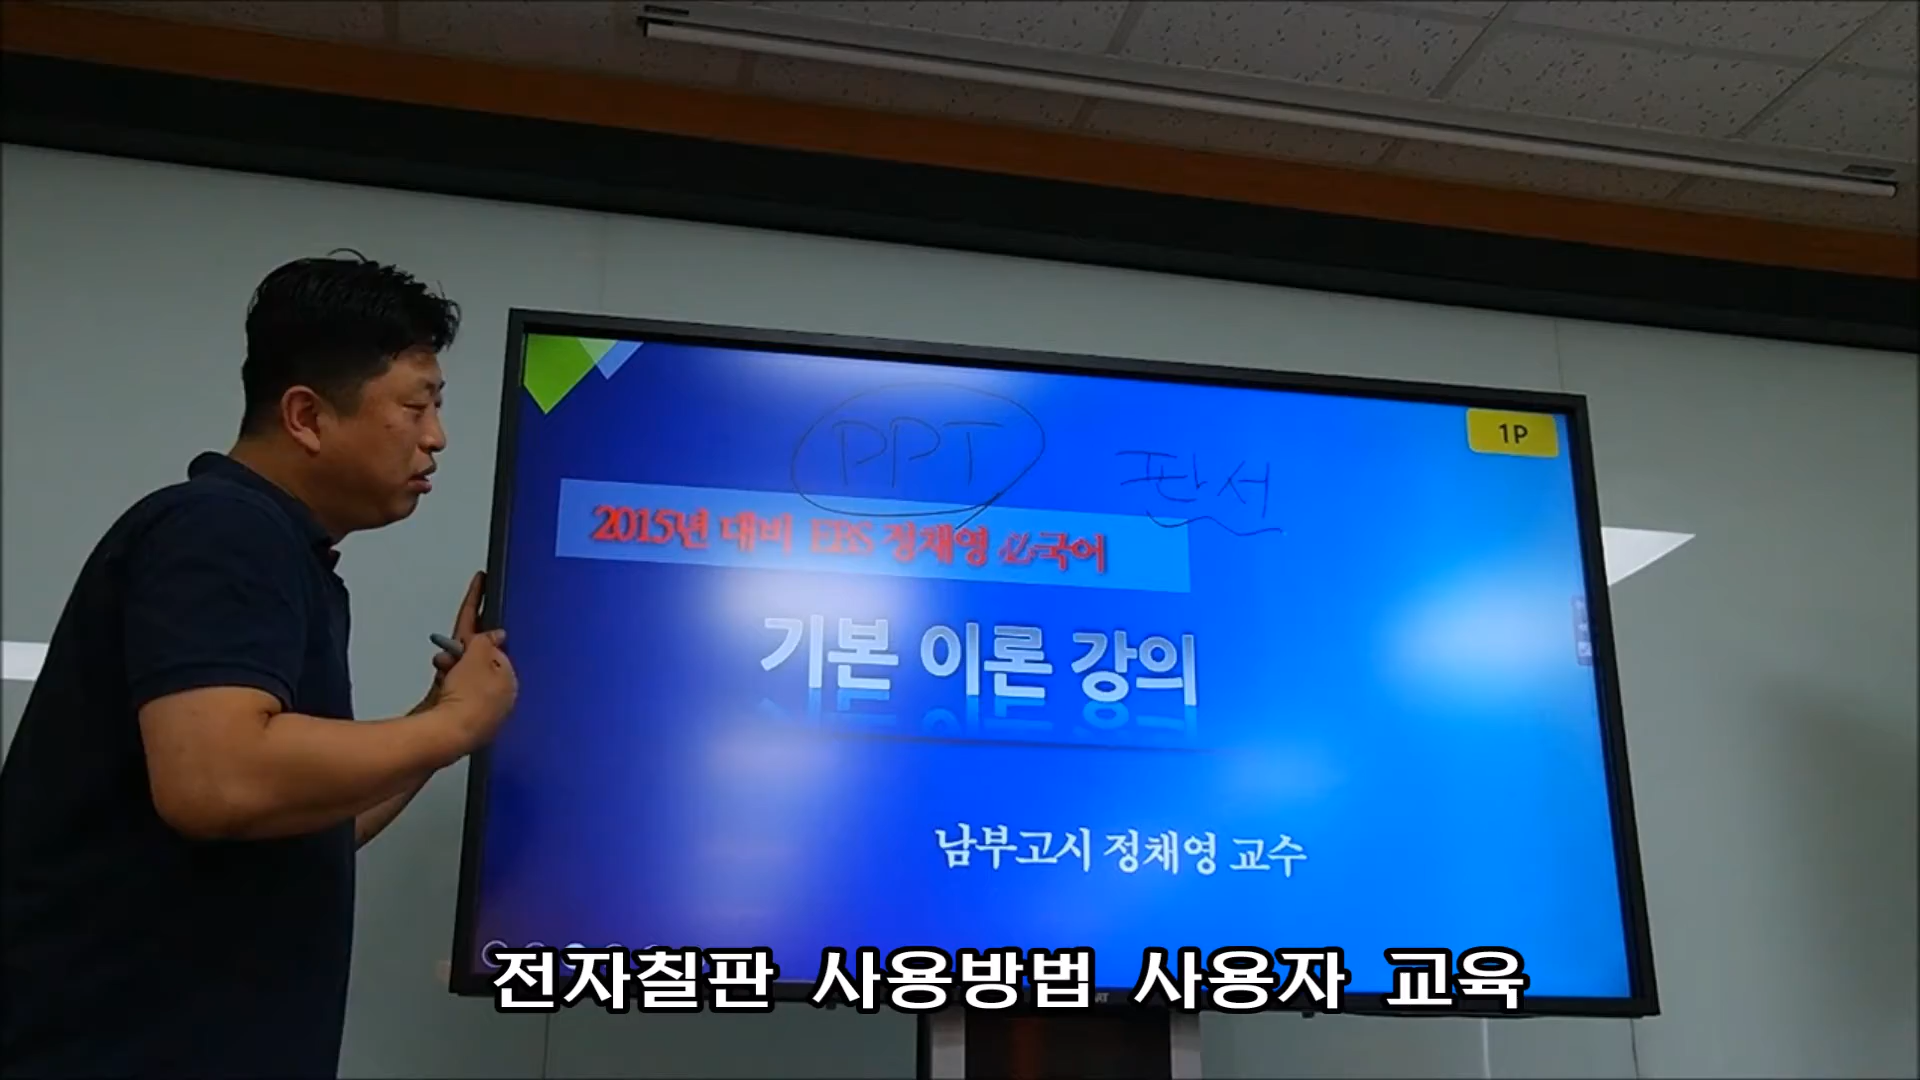 PPT
판서
1P
2015년 대비 EBS 정채영 必국어
기본 이론 강의
남부고시 정채영 교수
전자칠판 사용방법 사용자 교육